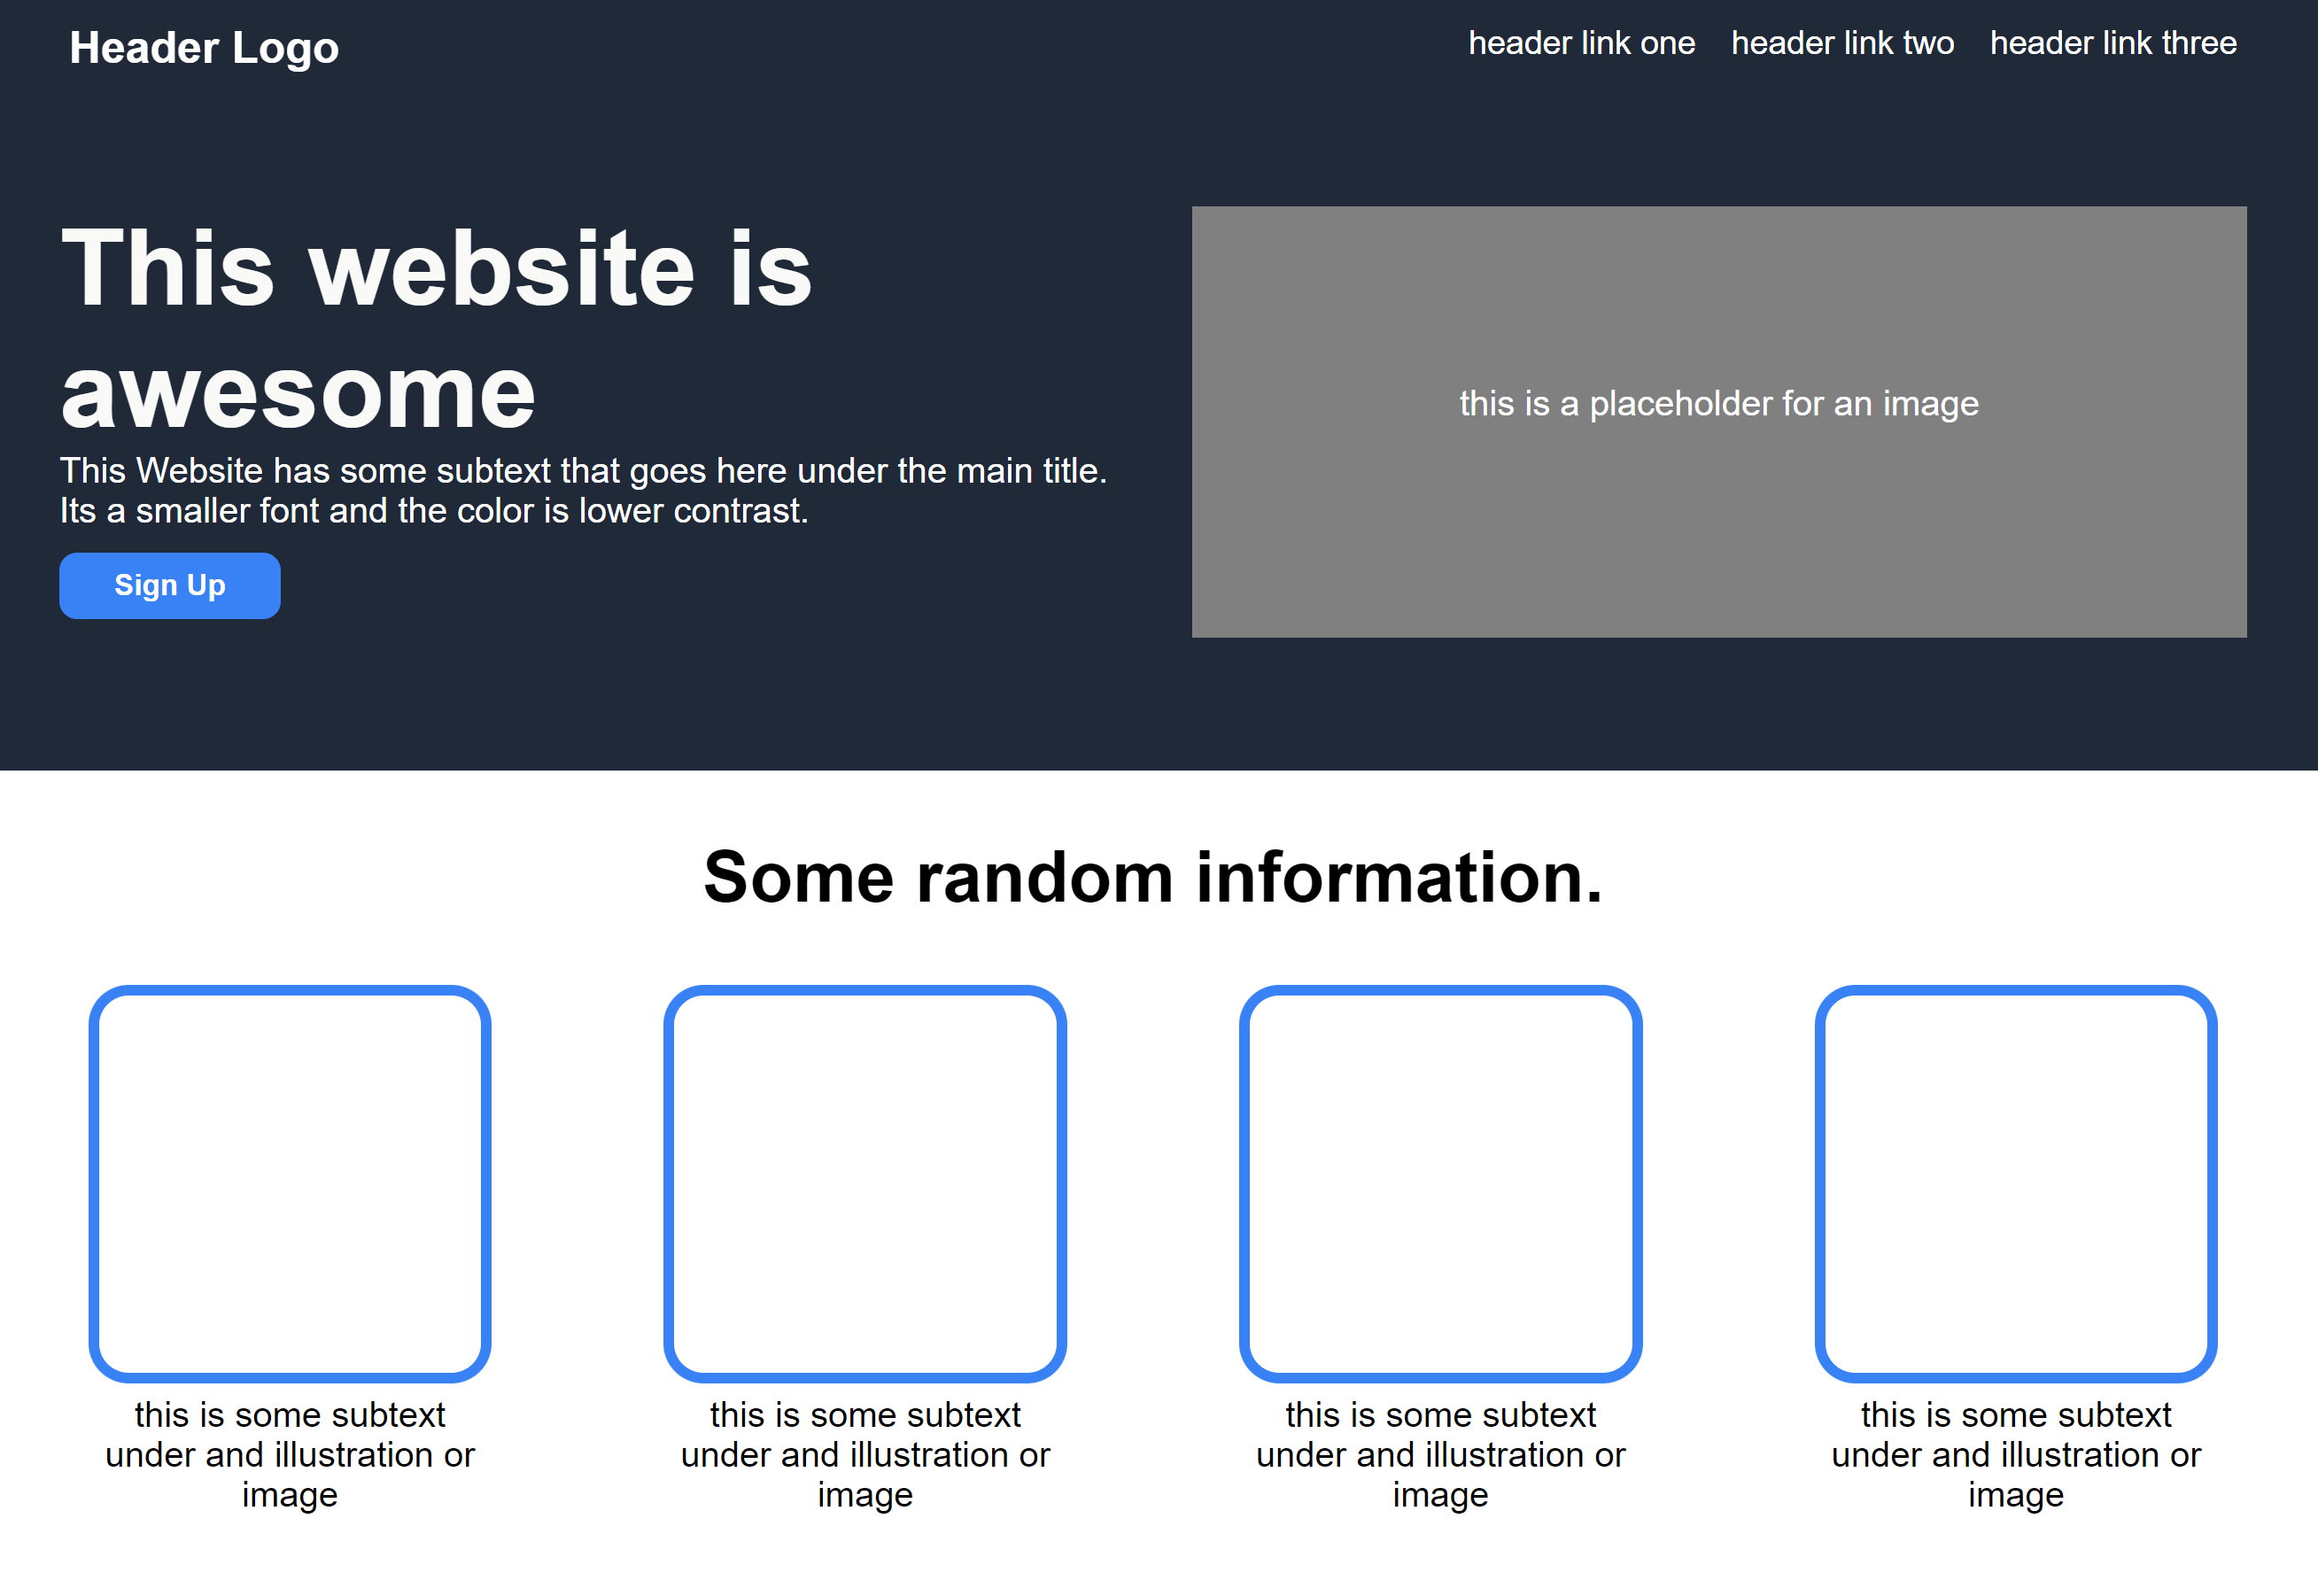 Header Logo
header link one header link two header link three
This website is
awesome
This Website has some subtext that goes here under the main title.
Its a smaller font and the color is lower contrast.
Sign Up
this is a placeholder for an image
Some random information.
this is some subtext
under and illustration or
image
this is some subtext
under and illustration or
image
this is some subtext
under and illustration or
image
this is some subtext
under and illustration or
image